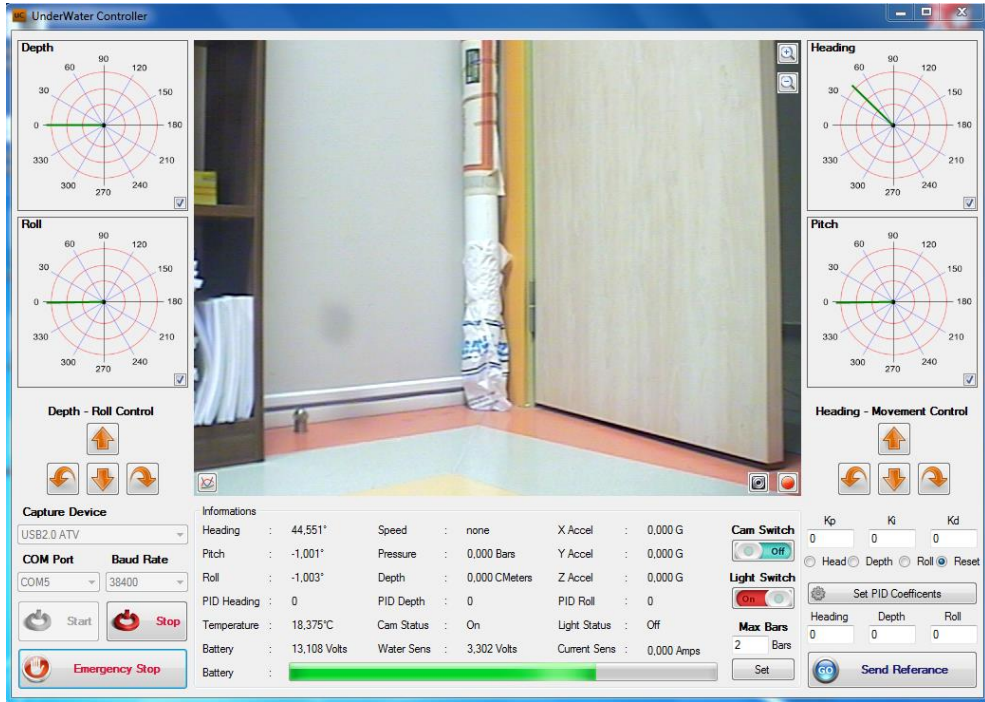 UC UnderWater Controller
Depth
90
60 120
30 150
0 180
330 210
300 240
270
Roll
90
60 120
30 150
0 180
330 210
300 240
270
Depth - Roll Control
Capture Device
USB2.0 ATV
COM Port Baud Rate
COM5 38400
Start Stop
Emergency Stop
Heading
90
60 120
30 150
0 180
330 210
300 240
270
Pitch
90
60 120
30 150
0 180
330 210
300 240
270
Heading - Movement Control
Informations
Heading : 44,551° Speed : none X Accel : 0,000 G
Pitch : -1,001° Pressure : 0,000 Bars Y Accel : 0,000 G
Roll : -1,003° Depth : 0,000 CMeters Z Accel : 0,000 G
PID Heading : 0 PID Depth : 0 PID Roll : 0
Temperature : 18,375°C Cam Status : On Light Status : Off
Battery : 13,108 Volts Water Sens : 3,302 Volts Current Sens : 0,000 Amps
Battery :
Cam Switch
Off
Light Switch
On
Max Bars
2 Bars
Set
Kp Ki Kd
0 0 0
Head Depth Roll Reset
Set PID Coefficents
Heading Depth Roll
0 0 0
GO Send Referance